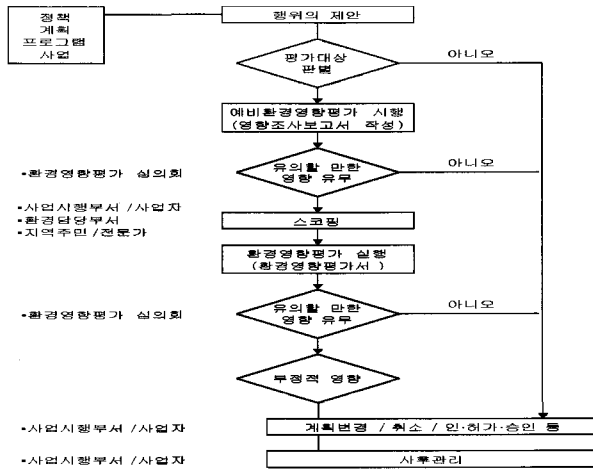 정책
계획
프로그램
사업
행위의 제안
평가대상
판별
아니오
예비환경영향평가 시행
(영향조사보고서 작성)
•환경영향평가 심의회
유의할 만한
영향 유무
아니오
•사업시행부서 /사업자
•환경담당부서
•지역주민 /전문가
스코핑
환경영향평가 실행
(환경영향평가서 )
•환경영향평가 심의회
유의할 만한
영향 유무
아니오
부정적 영향
•사업시행부서 /사업자
계획변경 / 취소 / 인·허가·승인 등
•사업시행부서 /사업자
사후관리